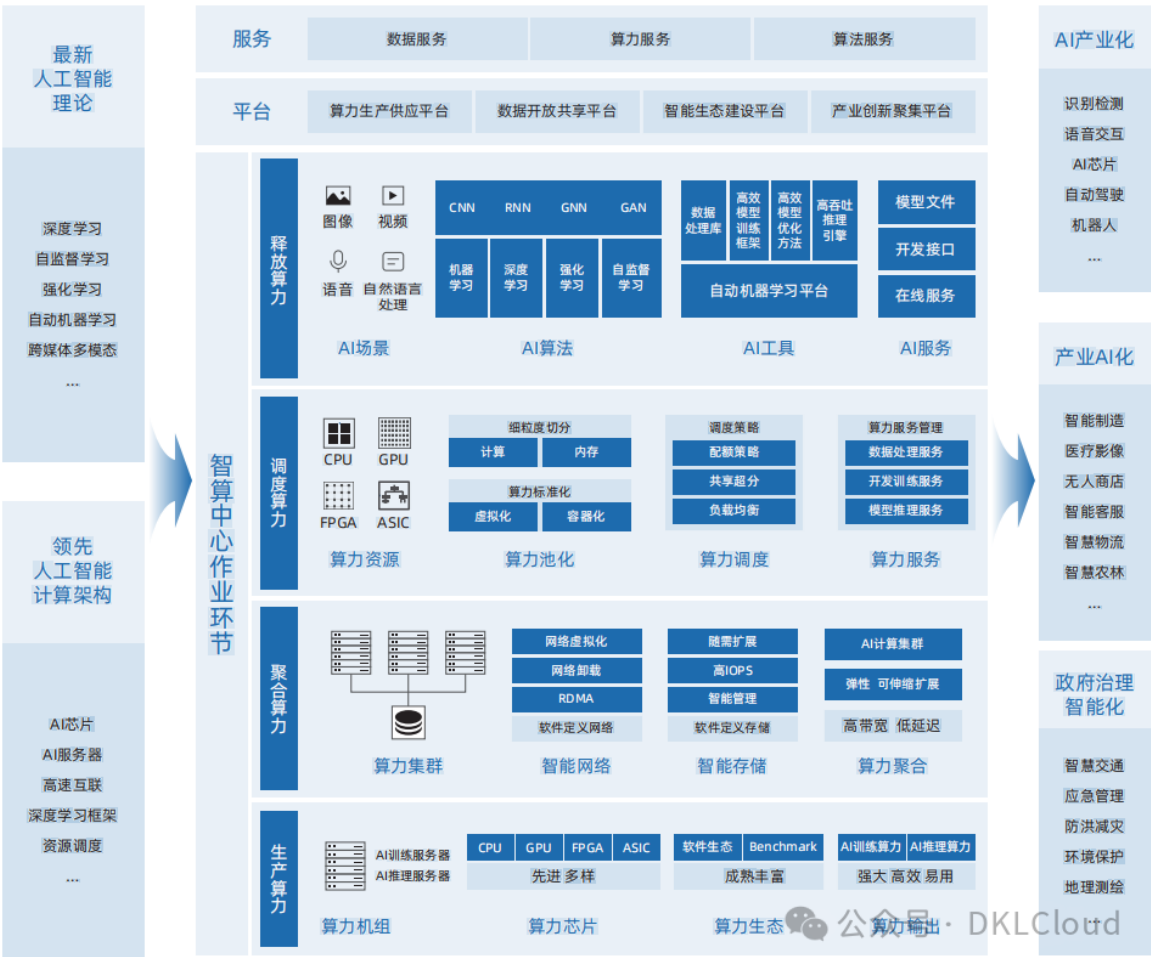 最新
人工智能
理论
深度学习
自监督学习
强化学习
自动机器学习
跨媒体多模态
...
领先
人工智能
计算架构
AI芯片
AI服务器
高速互联
深度学习框架
资源调度
...
服务
数据服务
算力服务
算法服务
平台
算力生产供应平台
数据开放共享平台
智能生态建设平台
产业创新聚集平台
智算中心作业环节
释放算力
图像
视频
语音
自然语言
处理
AI场景
CNN
RNN
GNN
GAN
机器
学习
深度
学习
强化
学习
自监督
学习
AI算法
数据
处理库
高效
模型
训练
框架
高效
模型
优化
方法
高吞吐
推理
引擎
自动机器学习平台
AI工具
模型文件
开发接口
在线服务
AI服务
调度算力
CPU
GPU
FPGA
ASIC
算力资源
细粒度切分
计算
内存
算力标准化
虚拟化
容器化
算力池化
调度策略
配额策略
共享超分
负载均衡
算力调度
算力服务管理
数据处理服务
开发训练服务
模型推理服务
算力服务
聚合算力
算力集群
网络虚拟化
网络卸载
RDMA
软件定义网络
智能网络
随需扩展
高IOPS
智能管理
软件定义存储
智能存储
AI计算集群
弹性 可伸缩扩展
高带宽 低延迟
算力聚合
生产算力
AI训练服务器
AI推理服务器
算力机组
CPU
GPU
FPGA
ASIC
先进 多样
算力芯片
软件生态
Benchmark
成熟丰富
算力生态
AI训练算力
AI推理算力
强大 高效 易用
算力输出
AI产业化
识别检测
语音交互
AI芯片
自动驾驶
机器人
...
产业AI化
智能制造
医疗影像
无人商店
智能客服
智慧物流
智慧农林
...
政府治理
智能化
智慧交通
应急管理
防洪减灾
环境保护
地理测绘
...
公众号 · DKLCloud